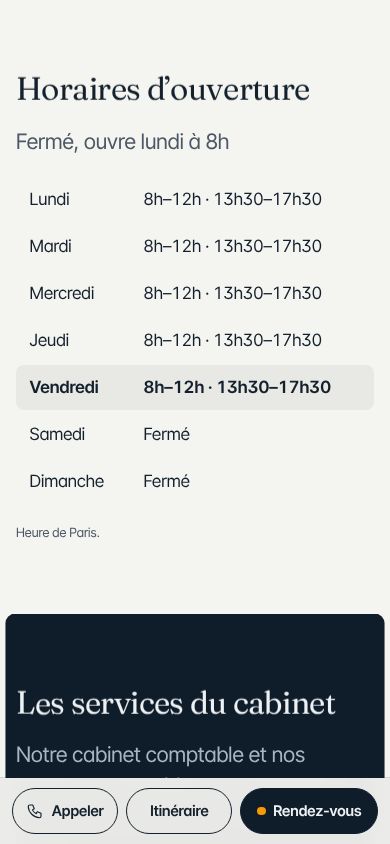 Horaires d’ouverture
Fermé, ouvre lundi à 8h
Lundi 8h–12h · 13h30–17h30
Mardi 8h–12h · 13h30–17h30
Mercredi 8h–12h · 13h30–17h30
Jeudi 8h–12h · 13h30–17h30
Vendredi 8h–12h · 13h30–17h30
Samedi Fermé
Dimanche Fermé
Heure de Paris.
Les services du cabinet
Notre cabinet comptable et nos
Appeler Itinéraire Rendez-vous